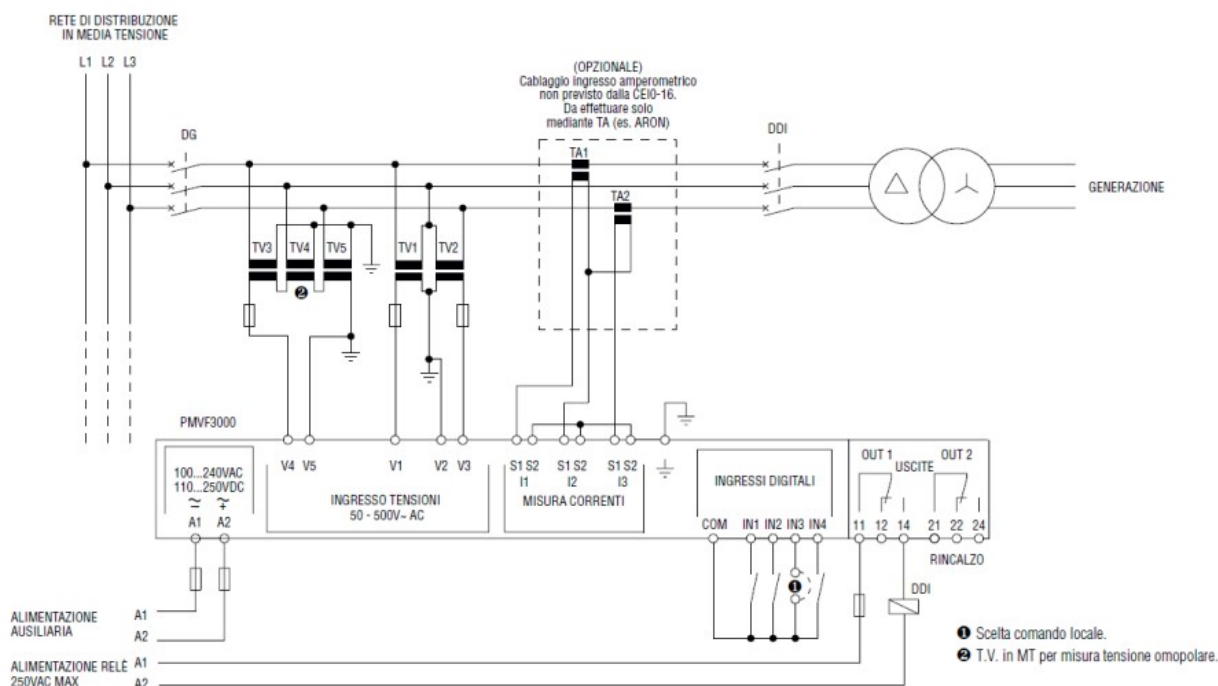 RETE DI DISTRIBUZIONE
IN MEDIA TENSIONE
L1 L2 L3
DG
(OPZIONALE)
Cablaggio ingresso amperometrico
non previsto dalla CEI0-16.
Da effettuare solo
mediante TA (es. ARON)
DDI
TA1
TA2
GENERAZIONE
TV3 TV4 TV5 TV1 TV2
❷
PMVF3000
V4 V5 V1 V2 V3
S1 S2 S1 S2 S1 S2
I1 I2 I3
100...240VAC
110...250VDC
A1 A2
INGRESSO TENSIONI
50 - 500V~ AC
MISURA CORRENTI
INGRESSI DIGITALI
COM IN1 IN2 IN3 IN4
OUT 1 OUT 2
USCITE
11 12 14 21 22 24
RINCALZO
❶
DDI
ALIMENTAZIONE
AUSILIARIA
A1
A2
ALIMENTAZIONE RELÈ
250VAC MAX
A1
A2
❶ Scelta comando locale.
❷ T.V. in MT per misura tensione omopolare.